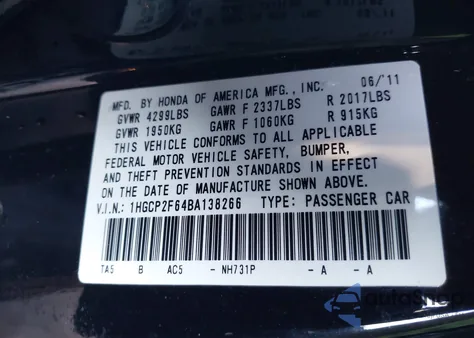 MFD. BY HONDA OF AMERICA MFG., INC. 06/'11
GVWR 4299LBS GAWR F 2337LBS R 2017LBS
GVWR 1950KG GAWR F 1060KG R 915KG
THIS VEHICLE CONFORMS TO ALL APPLICABLE
FEDERAL MOTOR VEHICLE SAFETY, BUMPER,
AND THEFT PREVENTION STANDARDS IN EFFECT
ON THE DATE OF MANUFACTURE SHOWN ABOVE.
V.I.N.: 1HGCP2F64BA138266 TYPE: PASSENGER CAR
TA5 B AC5 - NH731P - A - A
autoSnap